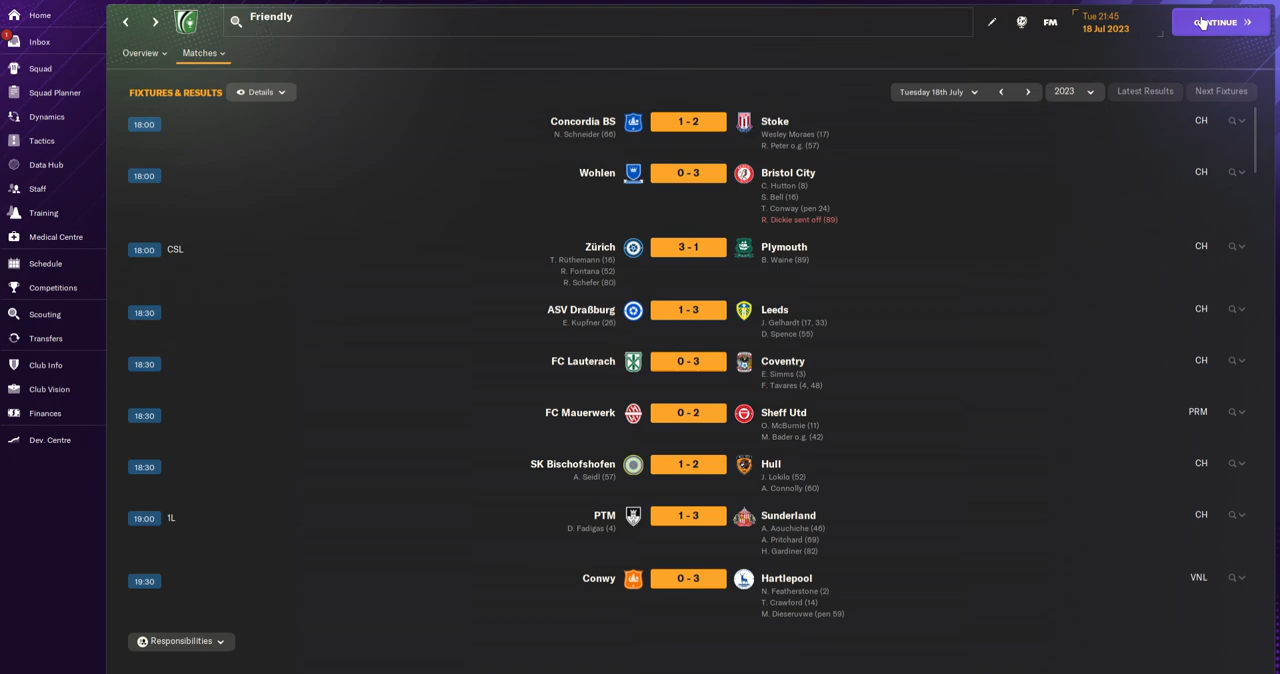 Home
Friendly
Tue 21:45
18 Jul 2023
FM
CONTINUE
1
Inbox
Overview
Matches
Squad
Squad Planner
Dynamics
Tactics
Data Hub
Staff
Training
Medical Centre
Schedule
Competitions
Scouting
Transfers
Club Info
Club Vision
Finances
Dev. Centre
FIXTURES & RESULTS
Details
Tuesday 18th July
2023
Latest Results
Next Fixtures
18:00
Concordia BS
1 - 2
Stoke
CH
N. Schneider (66)
Wesley Moraes (17)
R. Peter o.g. (57)
18:00
Wohlen
0 - 3
Bristol City
CH
C. Hutton (8)
S. Bell (16)
T. Conway (pen 24)
R. Dickie sent off (89)
18:00
CSL
Zürich
3 - 1
Plymouth
CH
T. Rüthemann (16)
B. Waine (89)
R. Fontana (52)
R. Schefer (80)
18:30
ASV Draßburg
1 - 3
Leeds
CH
E. Kupfner (26)
J. Gelhardt (17, 33)
D. Spence (55)
18:30
FC Lauterach
0 - 3
Coventry
CH
E. Simms (3)
F. Tavares (4, 48)
18:30
FC Mauerwerk
0 - 2
Sheff Utd
PRM
O. McBurnie (11)
M. Bader o.g. (42)
18:30
SK Bischofshofen
1 - 2
Hull
CH
A. Seidl (57)
J. Lokilo (52)
A. Connolly (60)
19:00
1L
PTM
1 - 3
Sunderland
CH
D. Fadigas (4)
A. Aouchiche (46)
A. Pritchard (69)
H. Gardiner (82)
19:30
Conwy
0 - 3
Hartlepool
VNL
N. Featherstone (2)
T. Crawford (14)
M. Dieseruvwe (pen 59)
Responsibilities